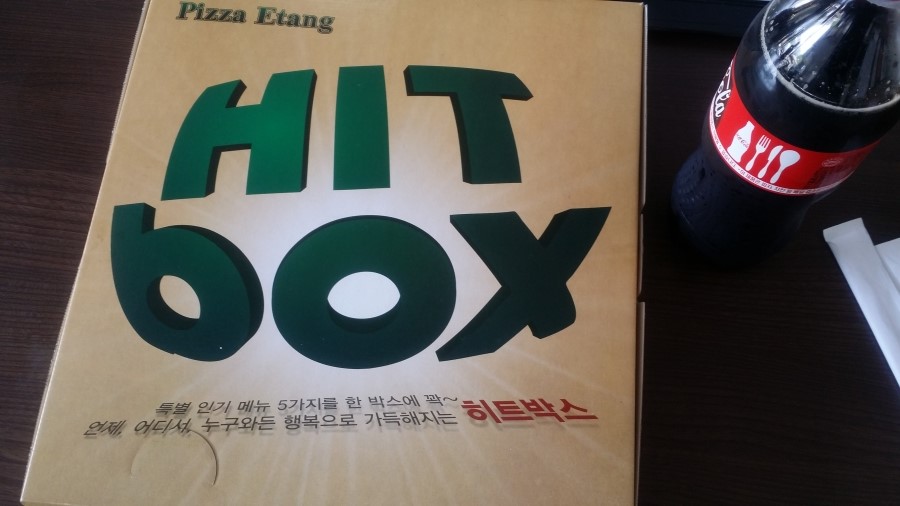 Pizza Etang
HIT
box
특별 인기 메뉴 5가지를 한 박스에 꽉~
언제, 어디서, 누구와든 행복으로 가득해지는 히트박스